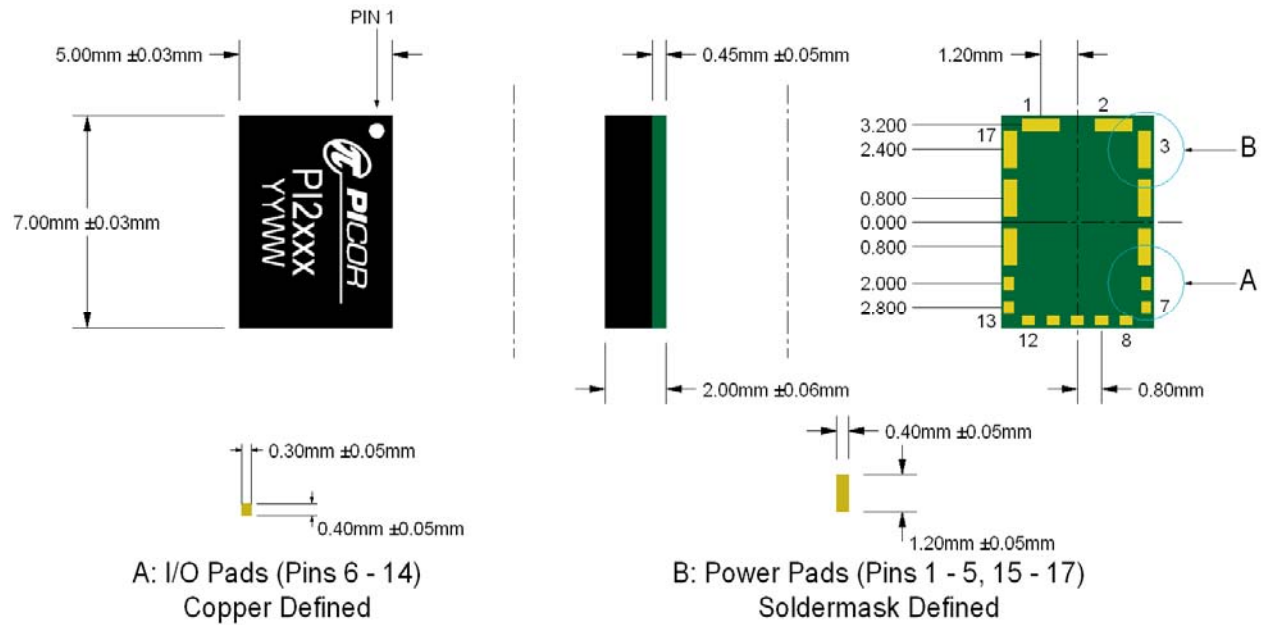 PIN 1
5.00mm ±0.03mm
0.45mm ±0.05mm
1.20mm
7.00mm ±0.03mm
PICOR
PI2XXX
YYWW
1
2
3.200
17
2.400
3
B
0.800
0.000
0.800
2.000
A
2.800
13
7
12
8
2.00mm ±0.06mm
0.80mm
0.30mm ±0.05mm
0.40mm ±0.05mm
0.40mm ±0.05mm
1.20mm ±0.05mm
A: I/O Pads (Pins 6 - 14)
Copper Defined
B: Power Pads (Pins 1 - 5, 15 - 17)
Soldermask Defined